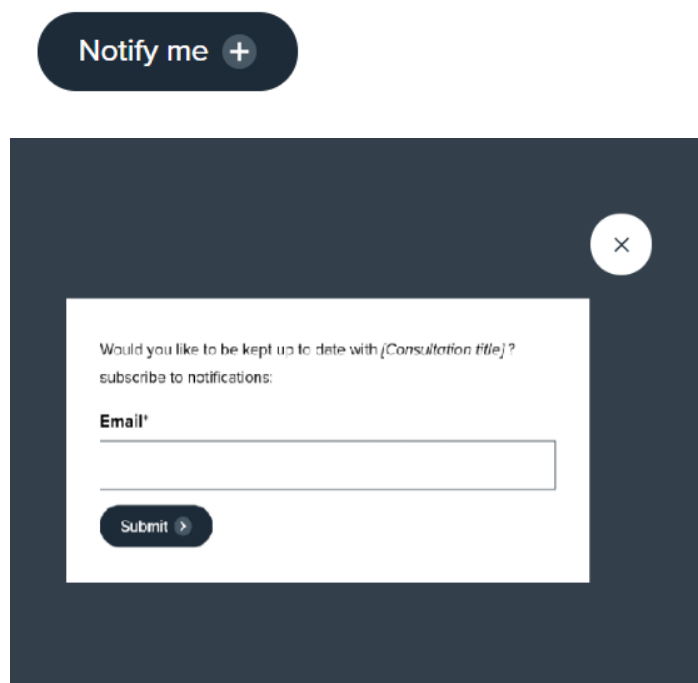 Notify me
Would you like to be kept up to date with [Consultation title] ?
subscribe to notifications:
Email*
Submit